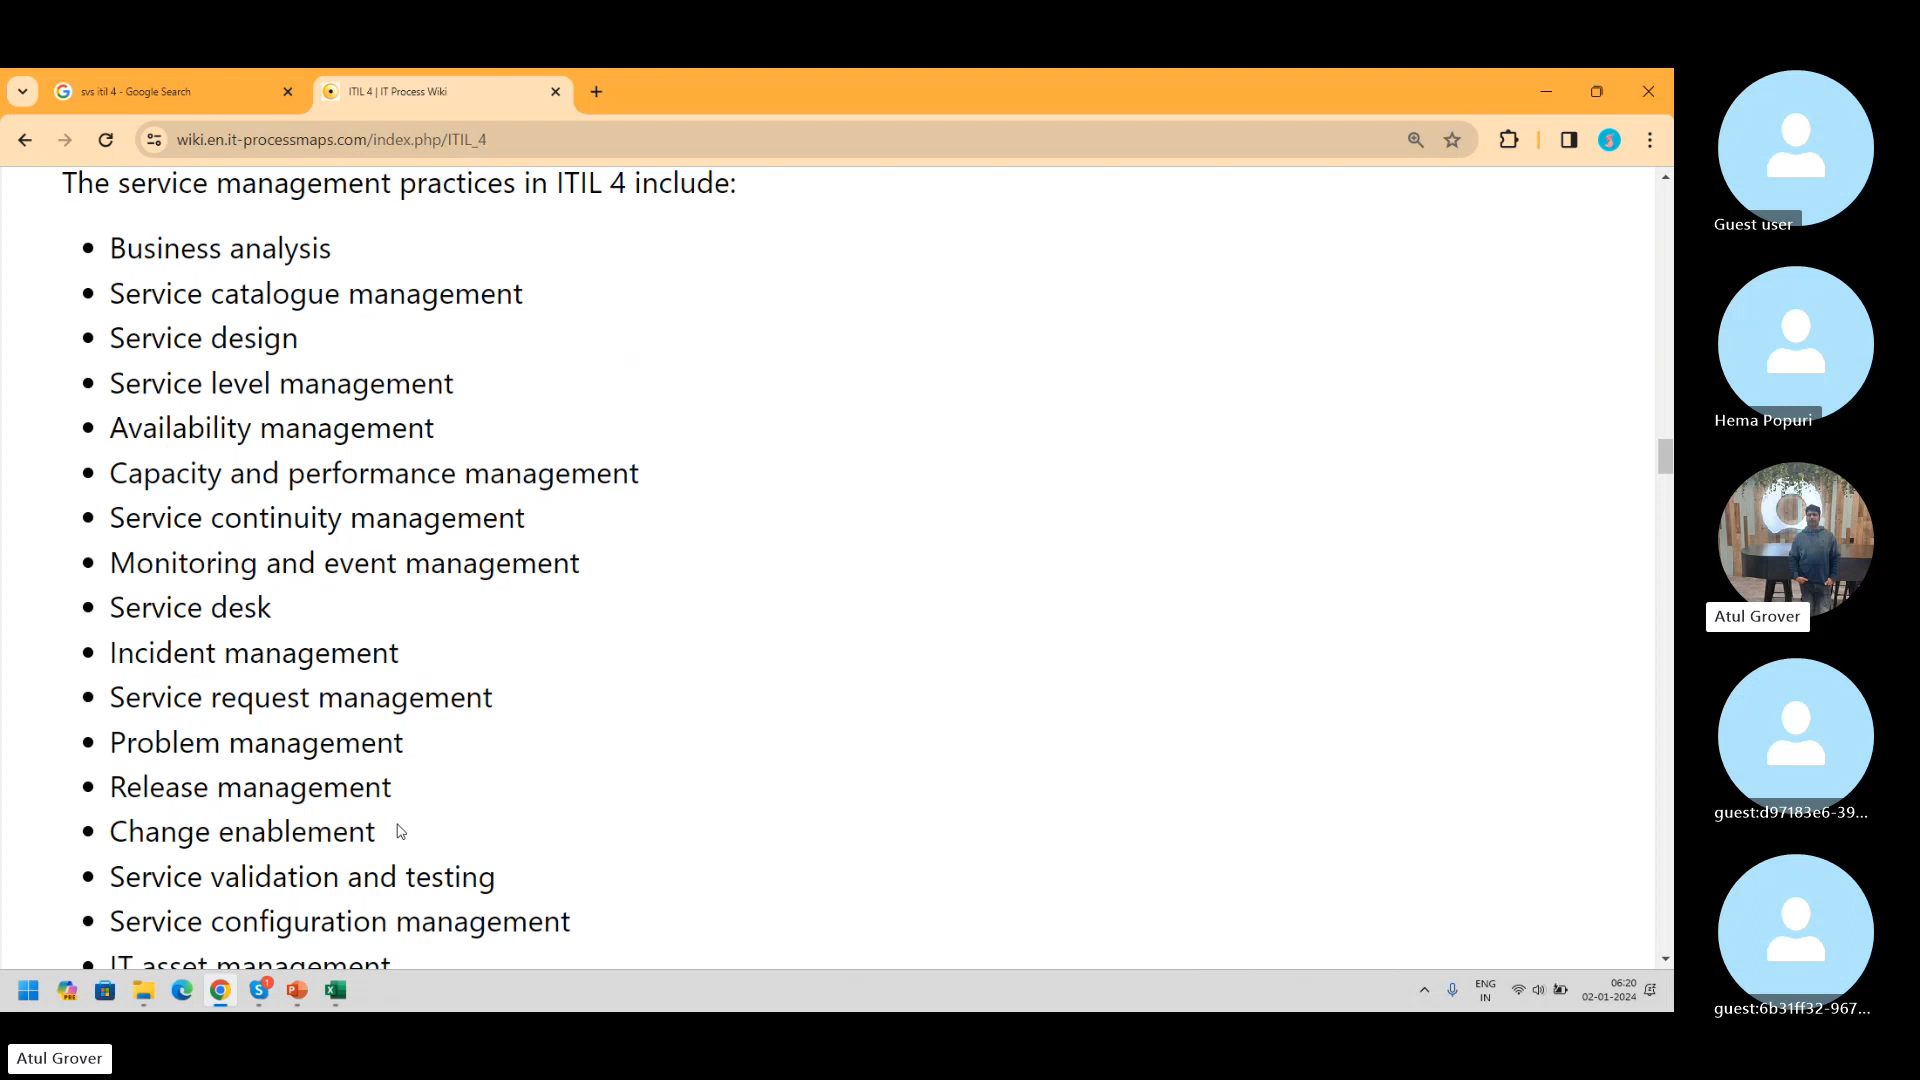 svs itil 4 - Google Search
ITIL 4 | IT Process Wiki
wiki.en.it-processmaps.com/index.php/ITIL_4
The service management practices in ITIL 4 include:
Business analysis
Service catalogue management
Service design
Service level management
Availability management
Capacity and performance management
Service continuity management
Monitoring and event management
Service desk
Incident management
Service request management
Problem management
Release management
Change enablement
Service validation and testing
Service configuration management
IT asset management
Guest user
Hema Popuri
Atul Grover
guest:d97183e6-39...
guest:6b31ff32-967...
PRE
S
1
ENG
IN
06:20
02-01-2024
Atul Grover